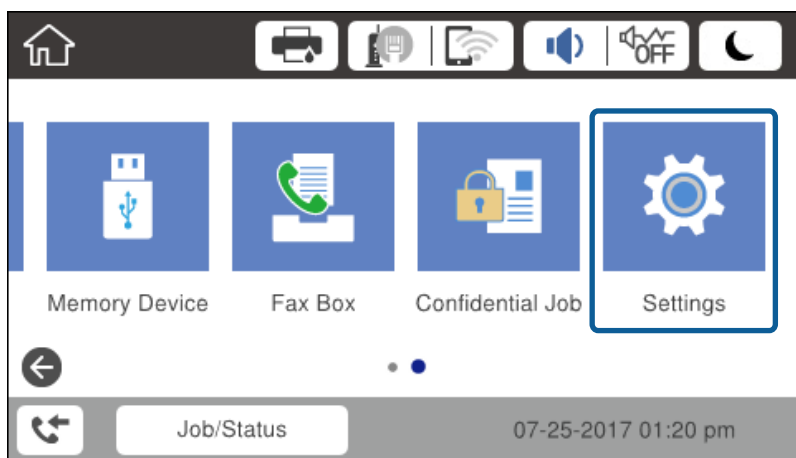 OFF
Memory Device
Fax Box
Confidential Job
Settings
Job/Status
07-25-2017 01:20 pm